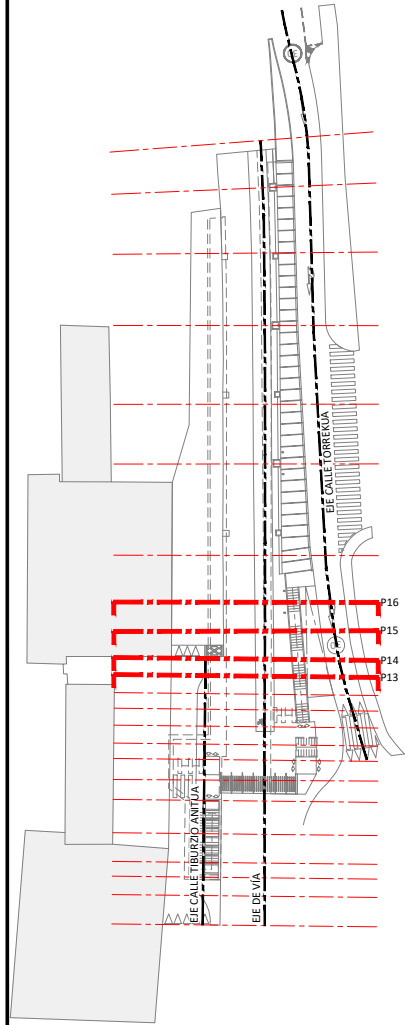 EJE CALLE TORREKUA
P16
P15
P14
P13
EJE CALLE TIBURZIO ANITUA
EJE DE VÍA